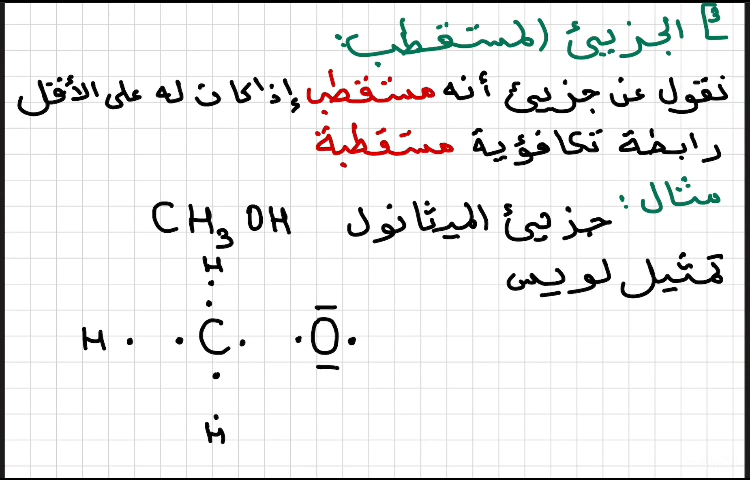 3 الجزيئ المستقطب:
نقول عن جزيئ أنه مستقطب إذا كان له على الأقل
رابطة تكافؤية مستقطبة
مثال: جزيئ الميثانول CH3OH
تمثيل لويس
H
H · · C · · O ·
H